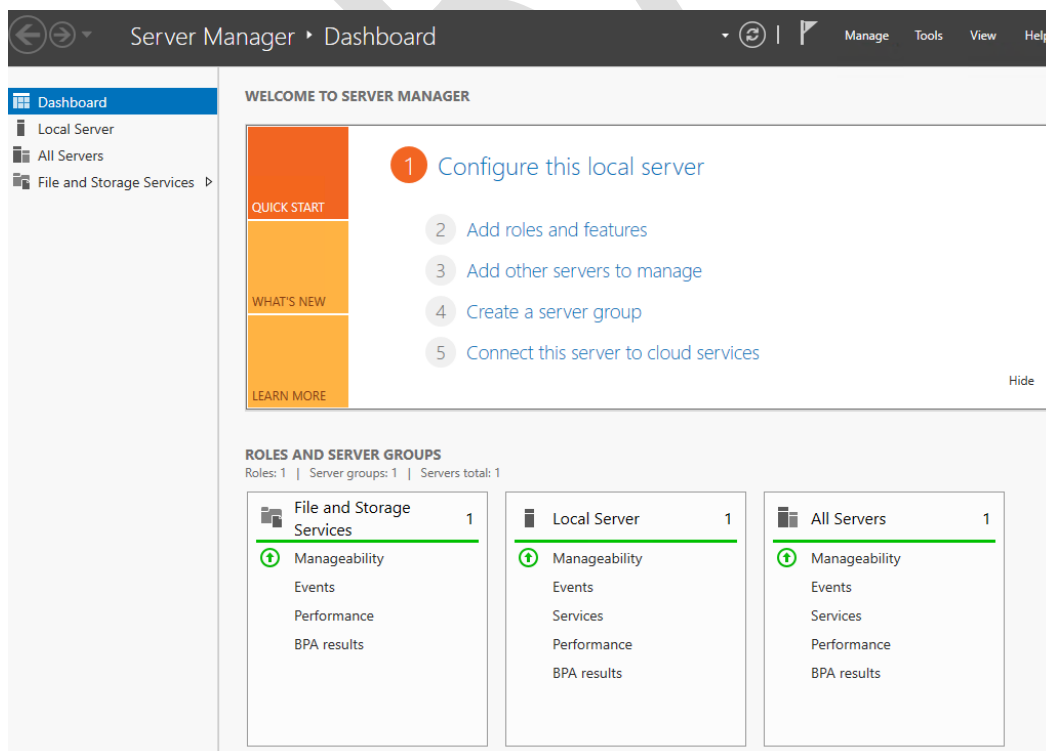 Server Manager ‣ Dashboard
Manage Tools View Help
Dashboard
Local Server
All Servers
File and Storage Services
WELCOME TO SERVER MANAGER
QUICK START
WHAT'S NEW
LEARN MORE
1 Configure this local server
2 Add roles and features
3 Add other servers to manage
4 Create a server group
5 Connect this server to cloud services
Hide
ROLES AND SERVER GROUPS
Roles: 1 | Server groups: 1 | Servers total: 1
File and Storage
Services 1
Manageability
Events
Performance
BPA results
Local Server 1
Manageability
Events
Services
Performance
BPA results
All Servers 1
Manageability
Events
Services
Performance
BPA results